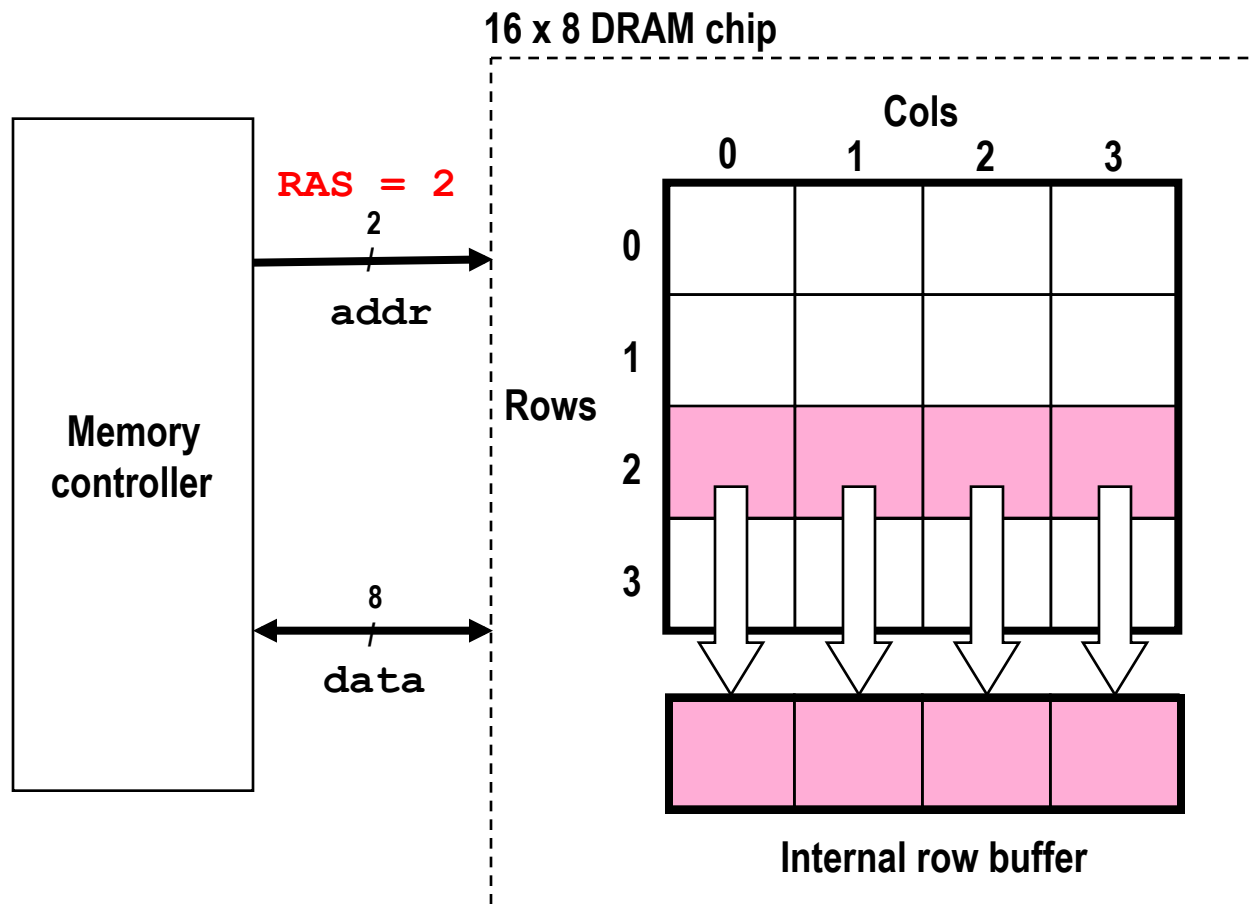 16 x 8 DRAM chip
Cols
0 1 2 3
RAS = 2
2
addr
0
1
Rows
2
3
Memory
controller
8
data
Internal row buffer